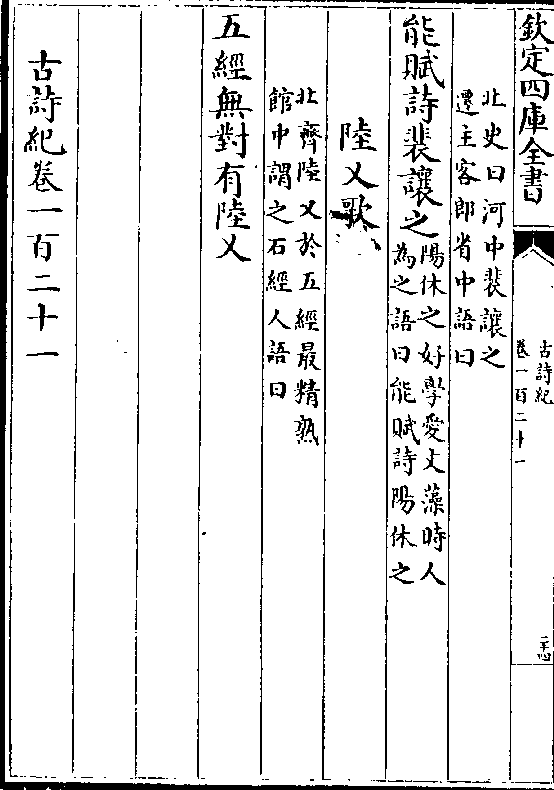 欽定四庫全書
古詩紀
卷一百二十一
二十四
北史曰河中裴讓之
遷主客郎省中語曰
能賦詩裴讓之
陽休之好學愛文藻時人
為之語曰能賦詩陽休之
陸乂歌
北齊陸乂於五經最精熟
館中謂之石經人語曰
五經無對有陸乂
古詩紀卷一百二十一